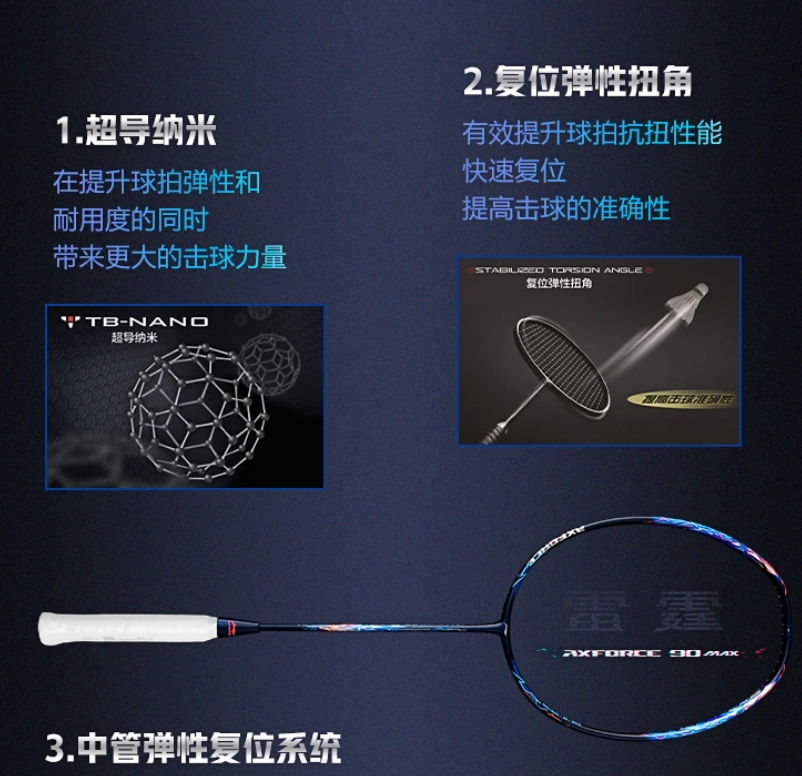 1.超导纳米
在提升球拍弹性和
耐用度的同时
带来更大的击球力量
TB-NANO
超导纳米
2.复位弹性扭角
有效提升球拍抗扭性能
快速复位
提高击球的准确性
STABILIZED TORSION ANGLE
复位弹性扭角
提高击球准确性
AXFORCE
雷霆
AXFORCE 90 MAX
3.中管弹性复位系统